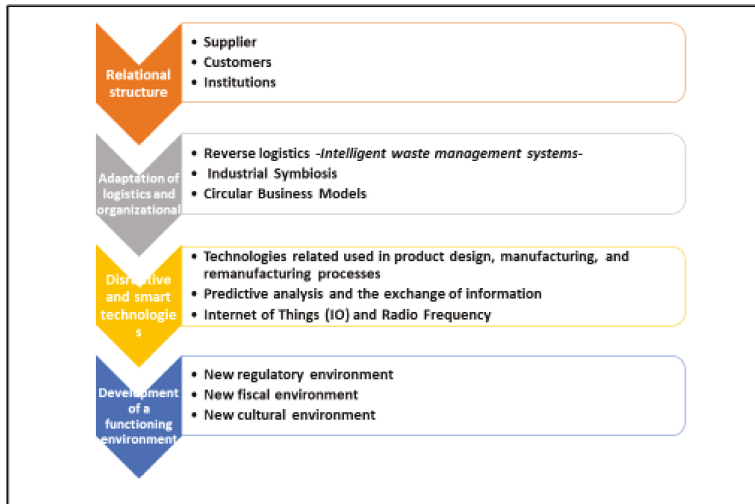 Relational
structure
• Supplier
• Customers
• Institutions
Adaptation of
logistics and
organizational
• Reverse logistics -Intelligent waste management systems-
• Industrial Symbiosis
• Circular Business Models
Disruptive
and smart
technologie
s
• Technologies related used in product design, manufacturing, and
remanufacturing processes
• Predictive analysis and the exchange of information
• Internet of Things (IO) and Radio Frequency
Development
of a
functioning
environment
• New regulatory environment
• New fiscal environment
• New cultural environment